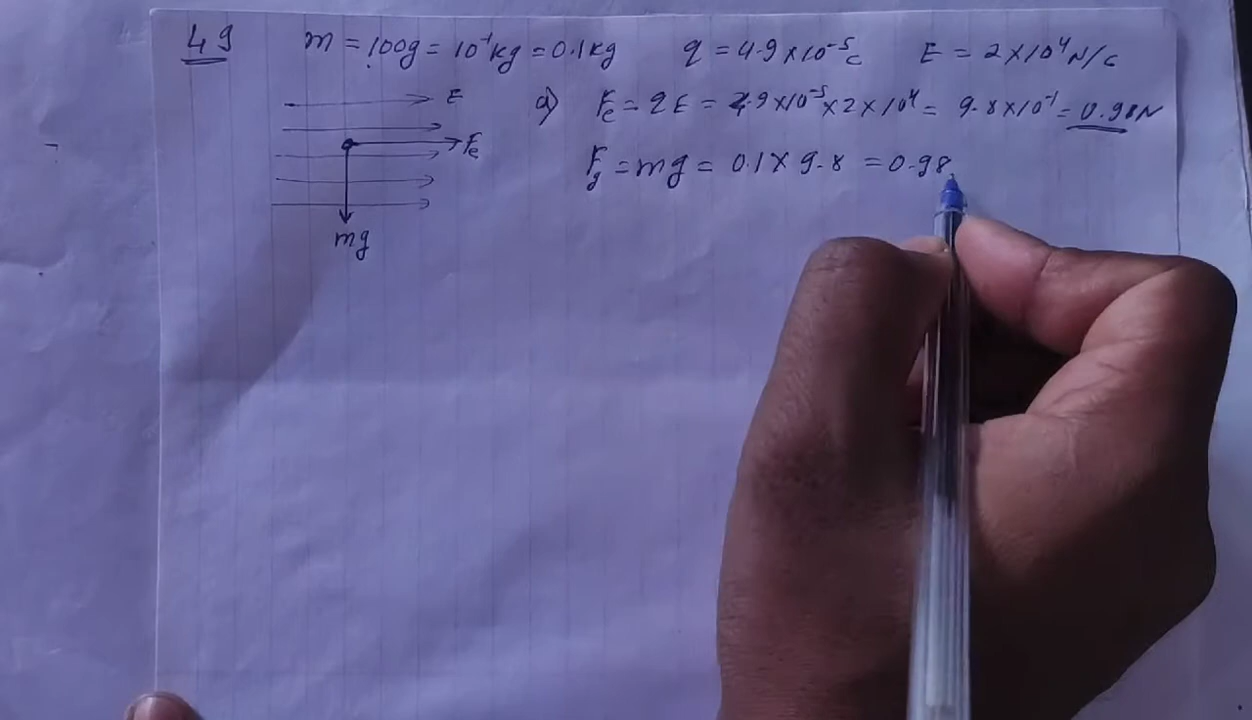 49 m = 100g = 10⁻¹kg = 0.1kg q = 4.9×10⁻⁵C E = 2×10⁴N/C
E a) Fe = qE = 4.9×10⁻⁵×2×10⁴ = 9.8×10⁻¹ = 0.98N
Fe
Fg = mg = 0.1×9.8 = 0.98
mg